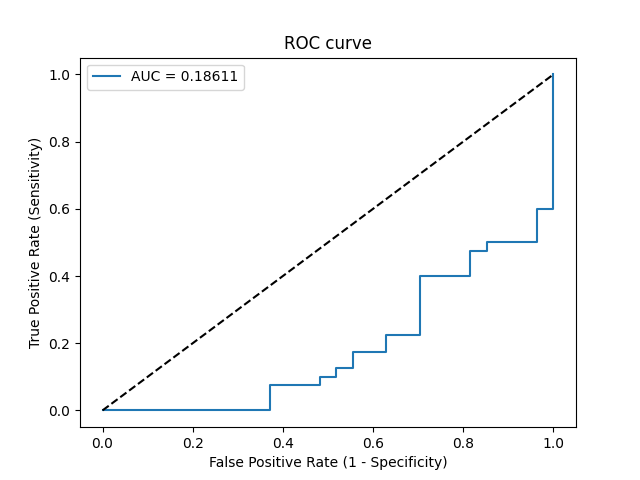 ROC curve
AUC = 0.18611
True Positive Rate (Sensitivity)
1.0
0.8
0.6
0.4
0.2
0.0
0.0 0.2 0.4 0.6 0.8 1.0
False Positive Rate (1 - Specificity)